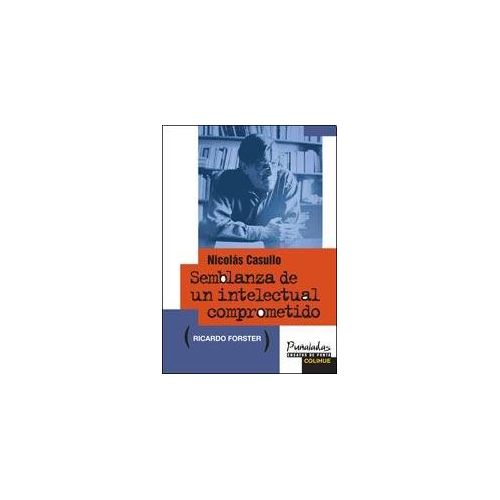 Nicolás Casullo
Semblanza de
un intelectual
comprometido
( RICARDO FORSTER )
Puñaladas
ENSAYOS DE PUNTA
COLIHUE